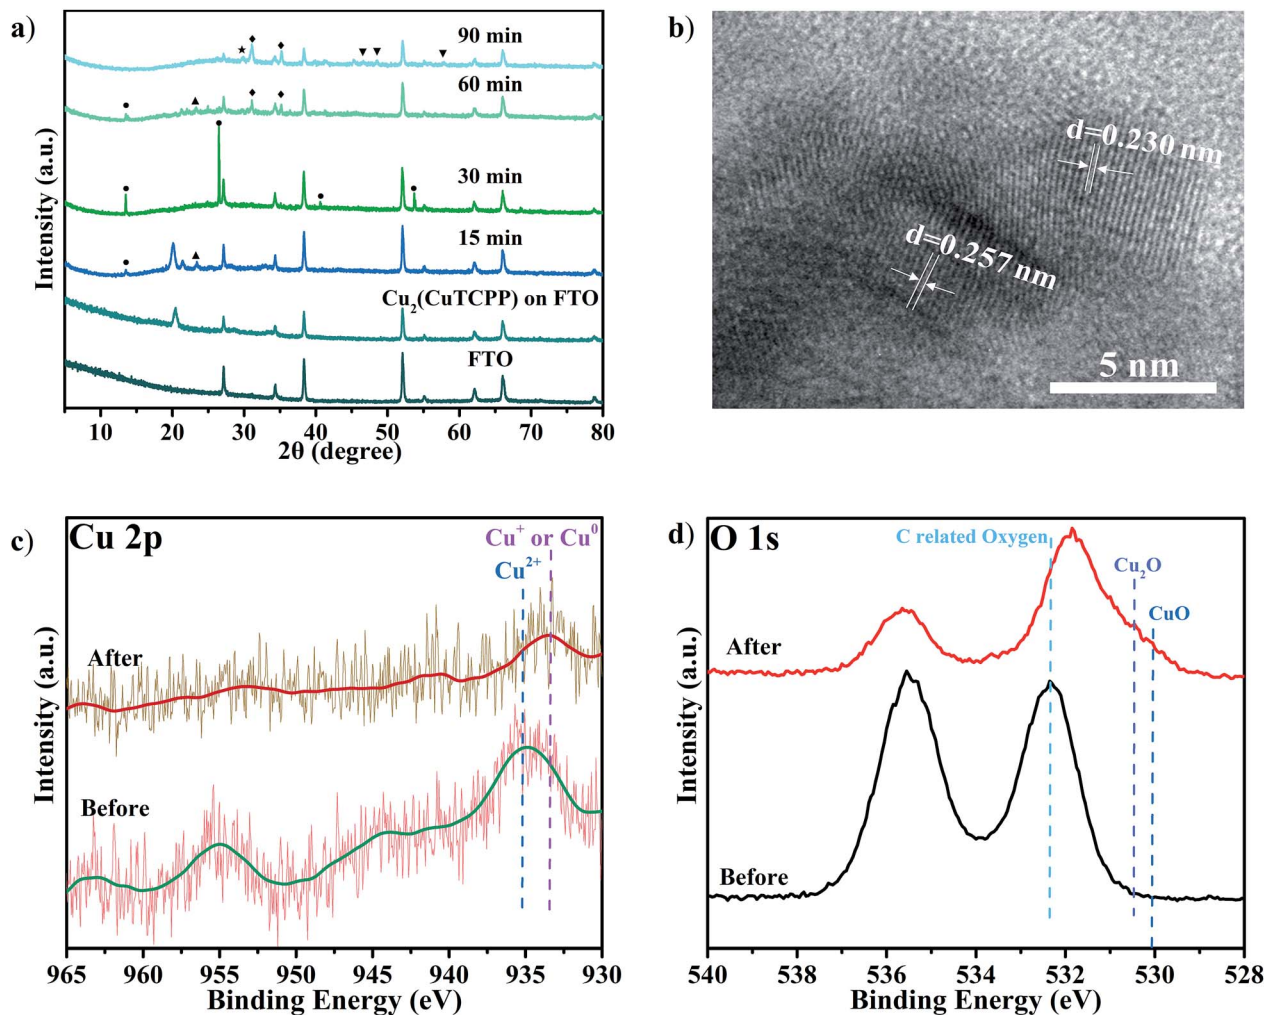 a)
90 min
60 min
30 min
15 min
Cu2(CuTCPP) on FTO
FTO
Intensity (a.u.)
10 20 30 40 50 60 70 80
2θ (degree)
b)
d=0.230 nm
d=0.257 nm
5 nm
c)
Cu 2p
Cu+ or Cu0
Cu2+
After
Before
Intensity (a.u.)
965 960 955 950 945 940 935 930
Binding Energy (eV)
d)
O 1s
C related Oxygen
Cu2O
CuO
After
Before
Intensity (a.u.)
540 538 536 534 532 530 528
Binding Energy (eV)